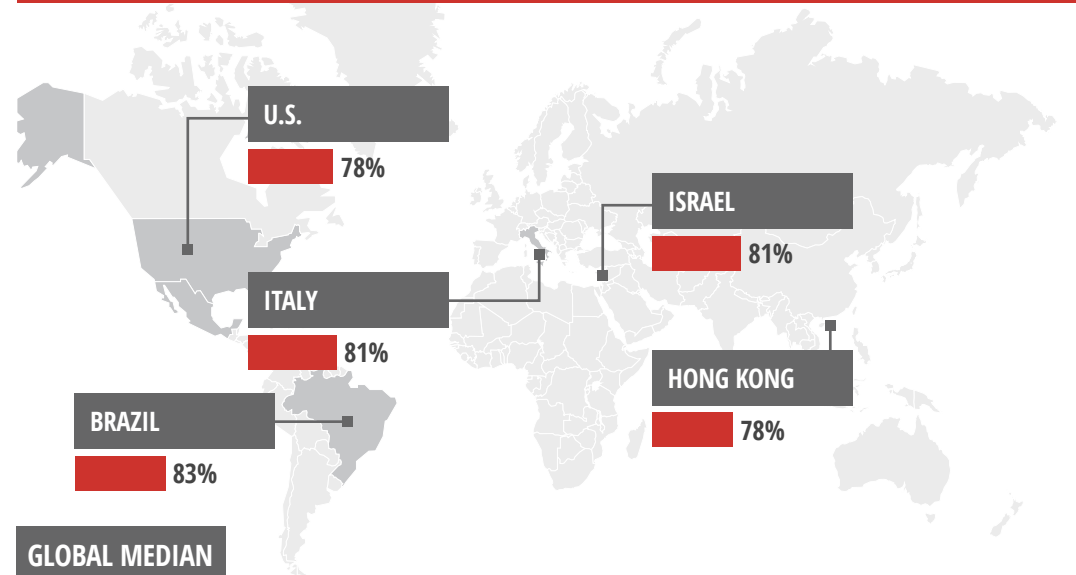 U.S.
78%
ISRAEL
81%
ITALY
81%
HONG KONG
78%
BRAZIL
83%
GLOBAL MEDIAN